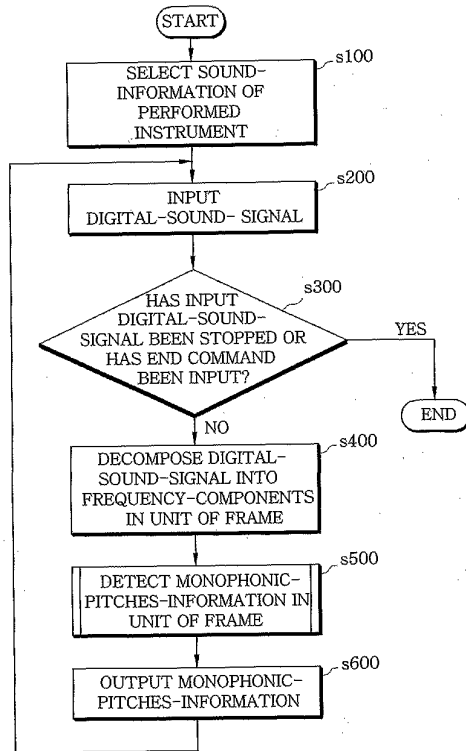 START
s100
SELECT SOUND-
INFORMATION OF
PERFORMED
INSTRUMENT
s200
INPUT
DIGITAL-SOUND- SIGNAL
s300
HAS INPUT
DIGITAL-SOUND-
SIGNAL BEEN STOPPED OR
HAS END COMMAND
BEEN INPUT?
YES
END
NO
s400
DECOMPOSE DIGITAL-
SOUND-SIGNAL INTO
FREQUENCY-COMPONENTS
IN UNIT OF FRAME
s500
DETECT MONOPHONIC-
PITCHES-INFORMATION IN
UNIT OF FRAME
s600
OUTPUT MONOPHONIC-
PITCHES-INFORMATION